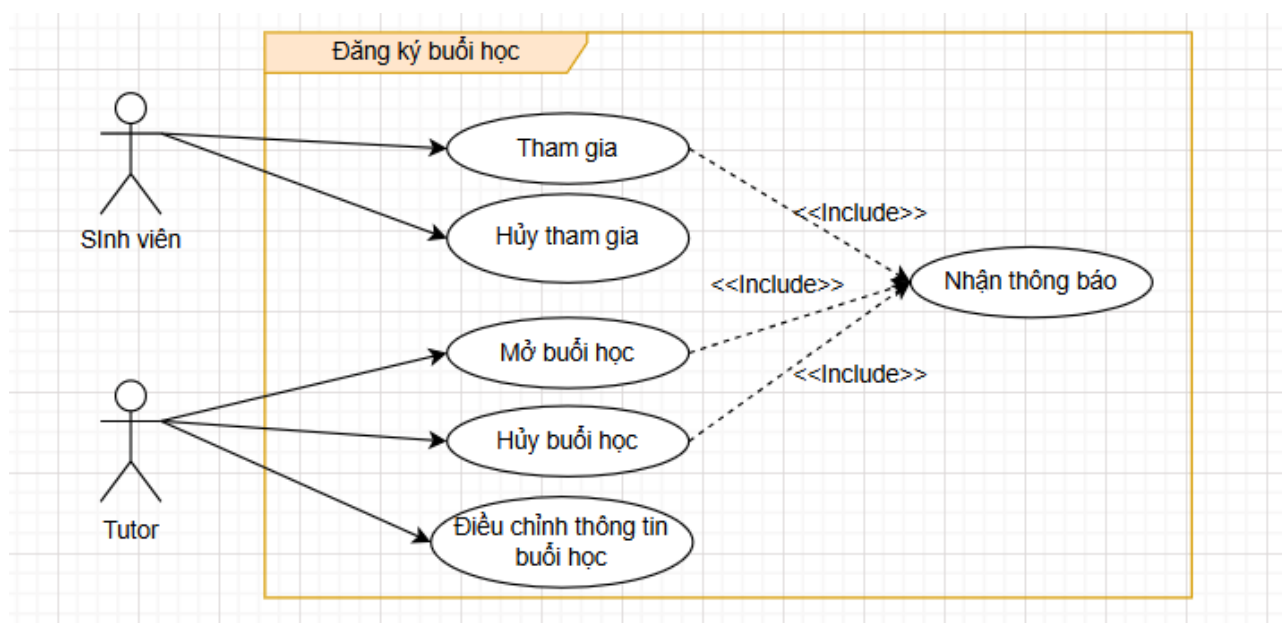 Đăng ký buổi học
Tham gia
<<Include>>
SInh viên
Hủy tham gia
Nhận thông báo
<<Include>>
Mở buổi học
<<Include>>
Hủy buổi học
Tutor
Điều chỉnh thông tin
buổi học